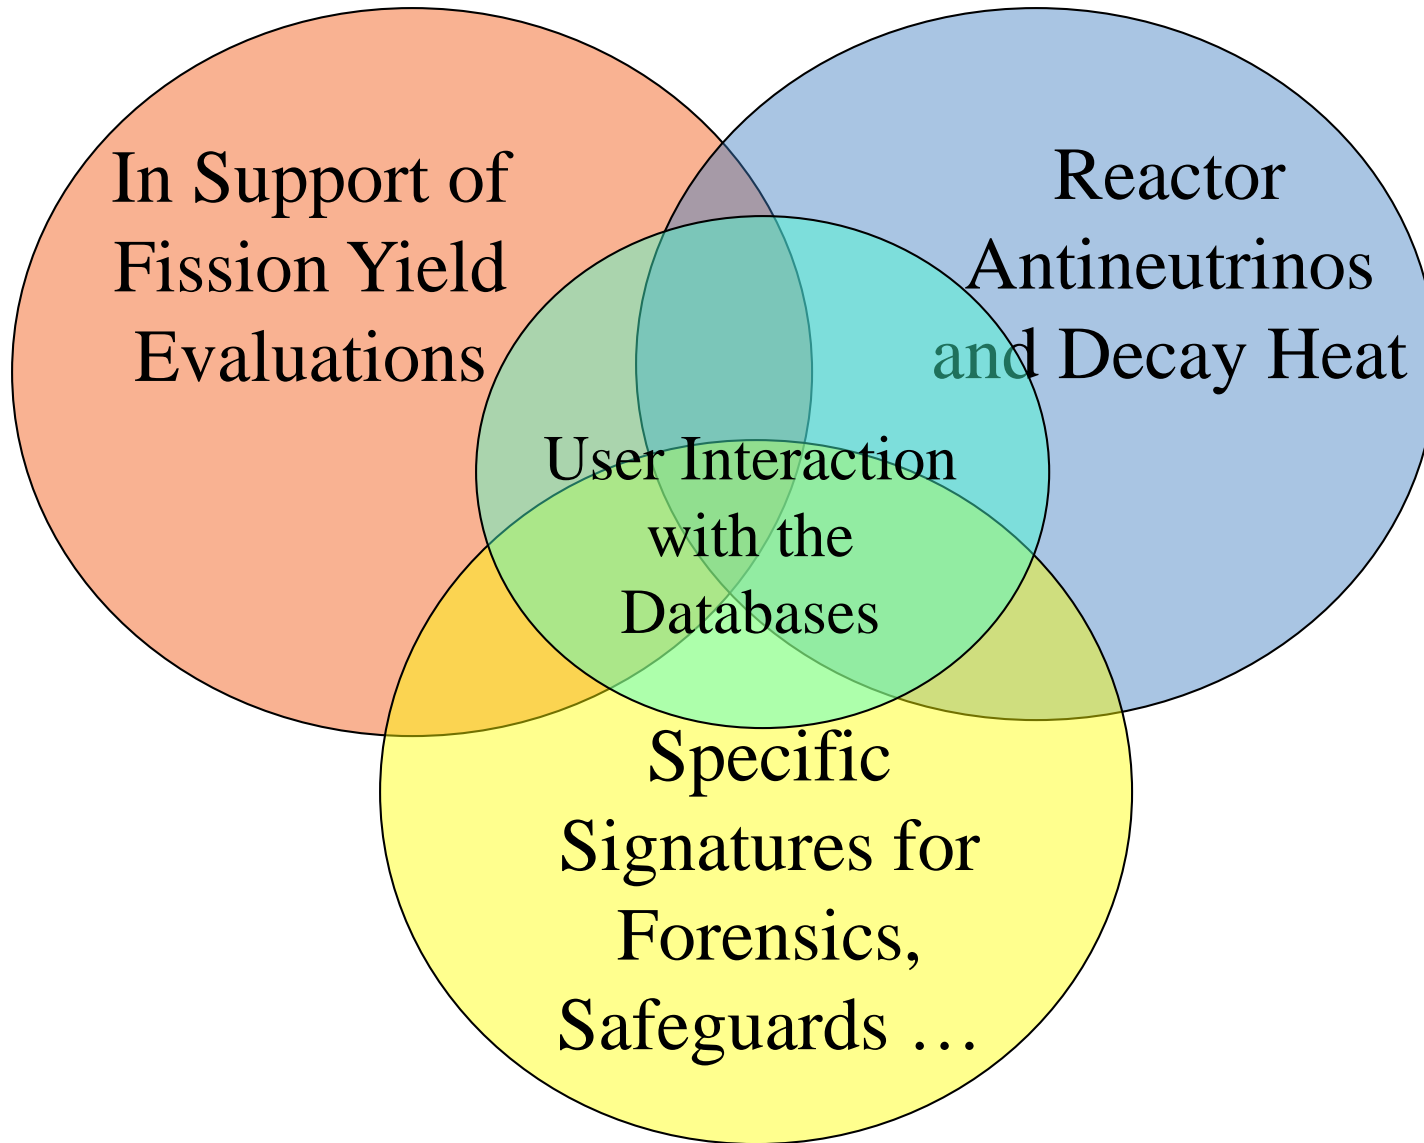 In Support of
Fission Yield
Evaluations
Reactor
Antineutrinos
and Decay Heat
User Interaction
with the
Databases
Specific
Signatures for
Forensics,
Safeguards …